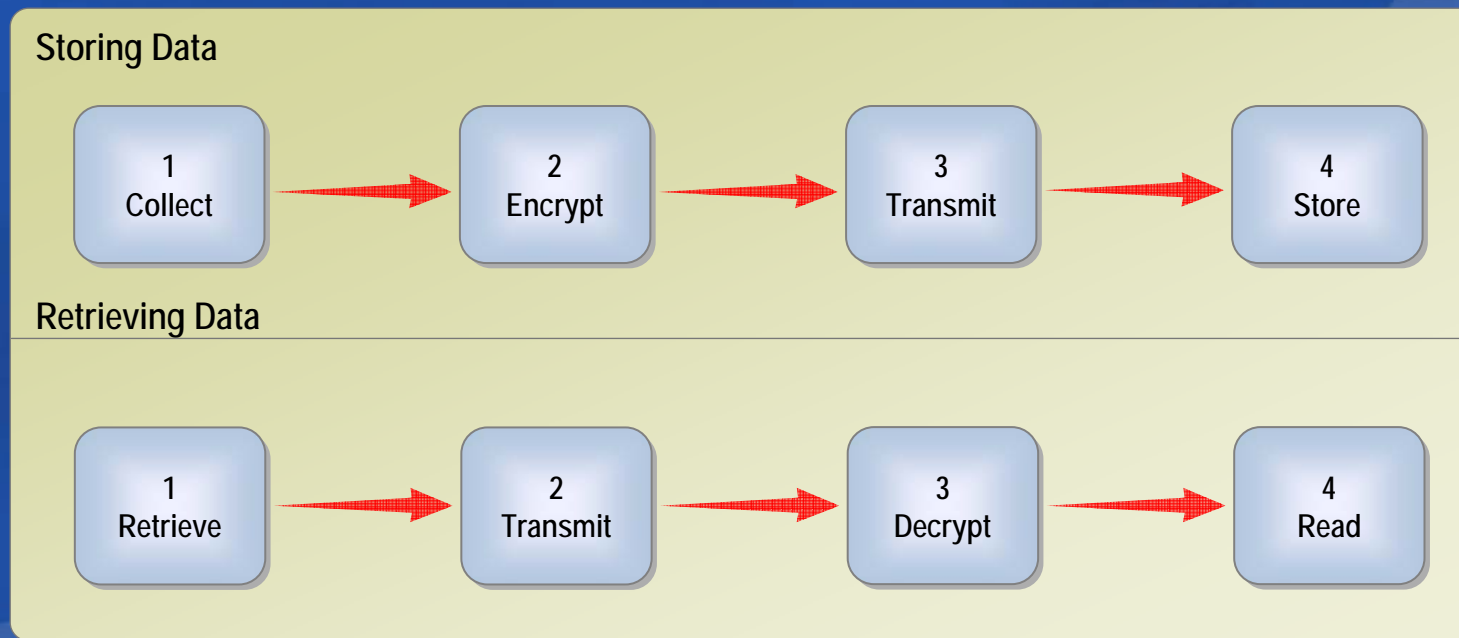 Storing Data
1
Collect
2
Encrypt
3
Transmit
4
Store
Retrieving Data
1
Retrieve
2
Transmit
3
Decrypt
4
Read